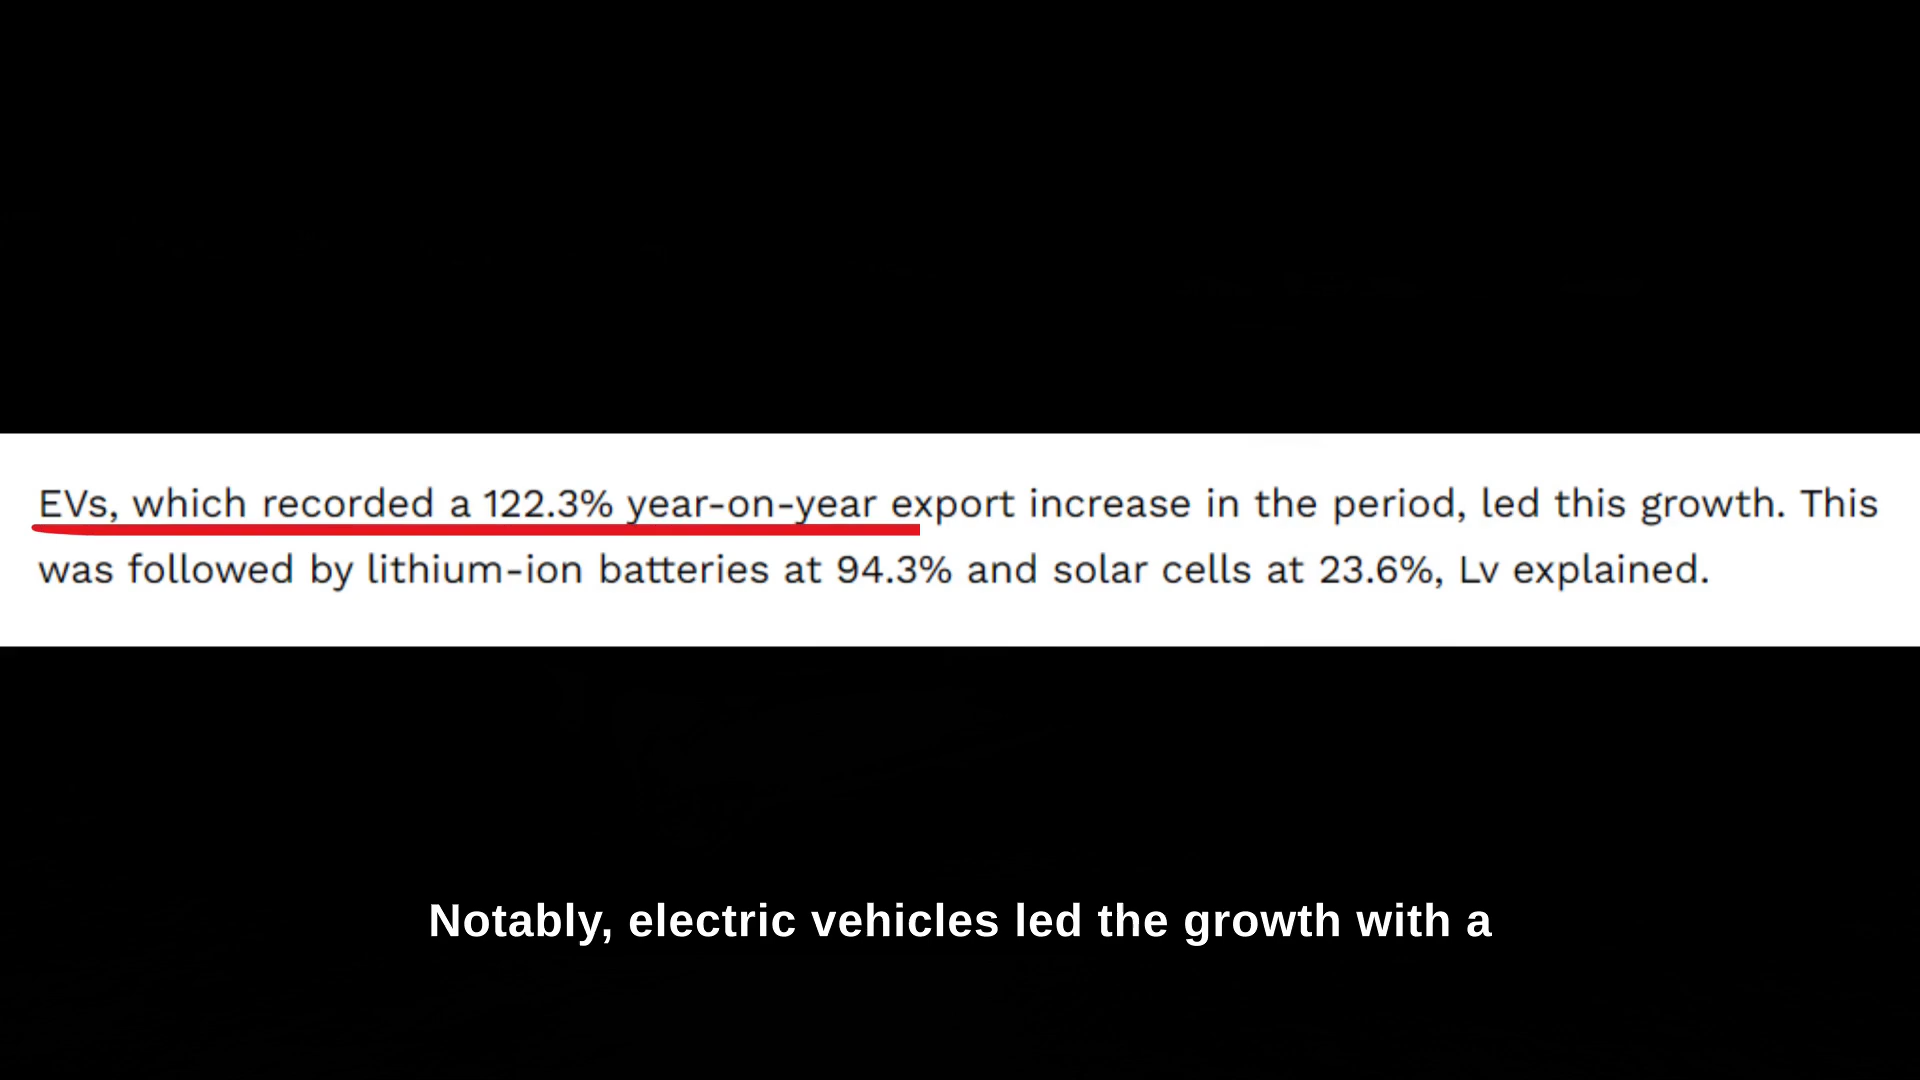 EVs, which recorded a 122.3% year-on-year export increase in the period, led this growth. This
was followed by lithium-ion batteries at 94.3% and solar cells at 23.6%, Lv explained.
Notably, electric vehicles led the growth with a